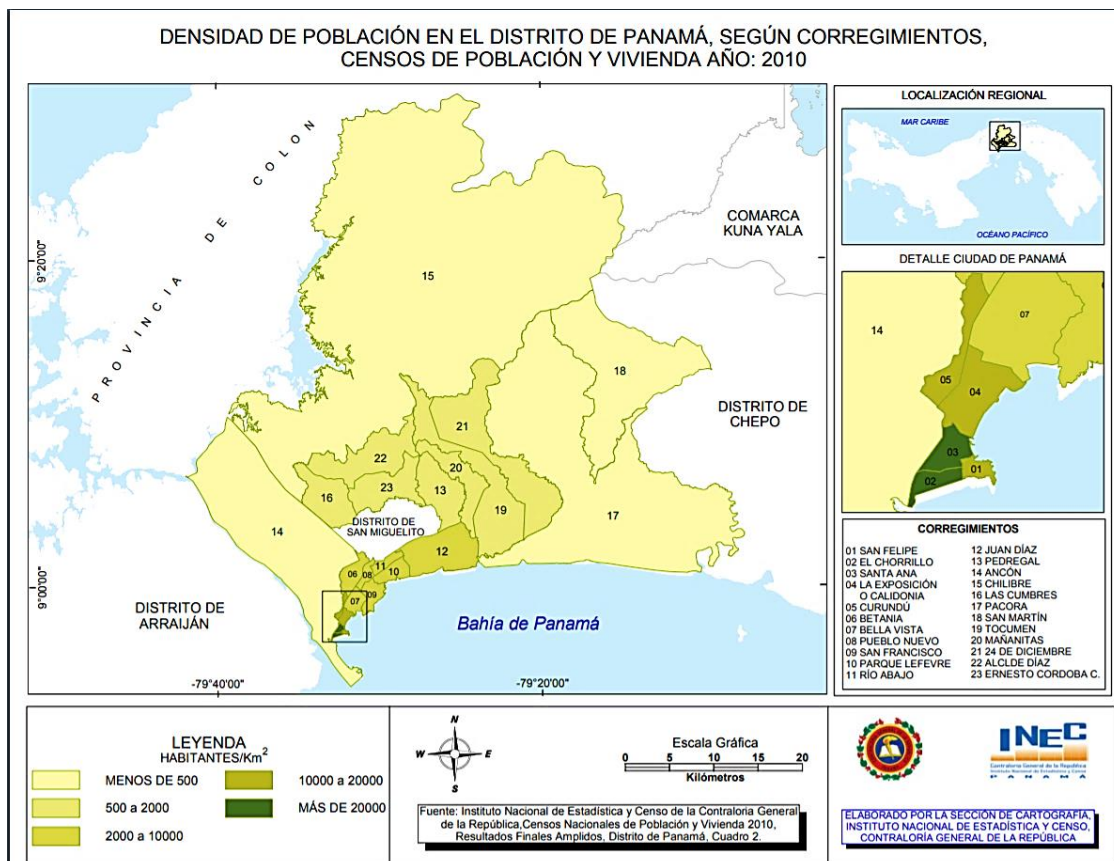 DENSIDAD DE POBLACIÓN EN EL DISTRITO DE PANAMÁ, SEGÚN CORREGIMIENTOS,
CENSOS DE POBLACIÓN Y VIVIENDA AÑO: 2010
PROVINCIA DE COLON
COMARCA
KUNA YALA
DISTRITO DE
CHEPO
DISTRITO DE
SAN MIGUELITO
DISTRITO DE
ARRAIJÁN
Bahía de Panamá
9°20'00"
9°00'00"
-79°40'00"
-79°20'00"
15
18
21
22
20
23
13
16
19
17
14
12
11
06
08
10
07
09
LOCALIZACIÓN REGIONAL
MAR CARIBE
OCÉANO PACÍFICO
DETALLE CIUDAD DE PANAMÁ
07
14
05
04
03
01
02
CORREGIMIENTOS
01 SAN FELIPE
02 EL CHORRILLO
03 SANTA ANA
04 LA EXPOSICIÓN
O CALIDONIA
05 CURUNDÚ
06 BETANIA
07 BELLA VISTA
08 PUEBLO NUEVO
09 SAN FRANCISCO
10 PARQUE LEFEVRE
11 RÍO ABAJO
12 JUAN DÍAZ
13 PEDREGAL
14 ANCÓN
15 CHILIBRE
16 LAS CUMBRES
17 PACORA
18 SAN MARTÍN
19 TOCUMEN
20 MAÑANITAS
21 24 DE DICIEMBRE
22 ALCLDE DÍAZ
23 ERNESTO CORDOBA C.
LEYENDA
HABITANTES/Km²
MENOS DE 500
500 a 2000
2000 a 10000
10000 a 20000
MÁS DE 20000
N
W E
S
Escala Gráfica
0 5 10 15 20
Kilómetros
Fuente: Instituto Nacional de Estadística y Censo de la Contraloria General
de la República,Censos Nacionales de Población y Vivienda 2010,
Resultados Finales Amplidos, Distrito de Panamá, Cuadro 2.
INEC
Contraloría General de la República
Instituto Nacional de Estadística y Censo
PANAMÁ
ELABORADO POR LA SECCIÓN DE CARTOGRAFÍA,
INSTITUTO NACIONAL DE ESTADÍSTICA Y CENSO,
CONTRALORÍA GENERAL DE LA REPÚBLICA